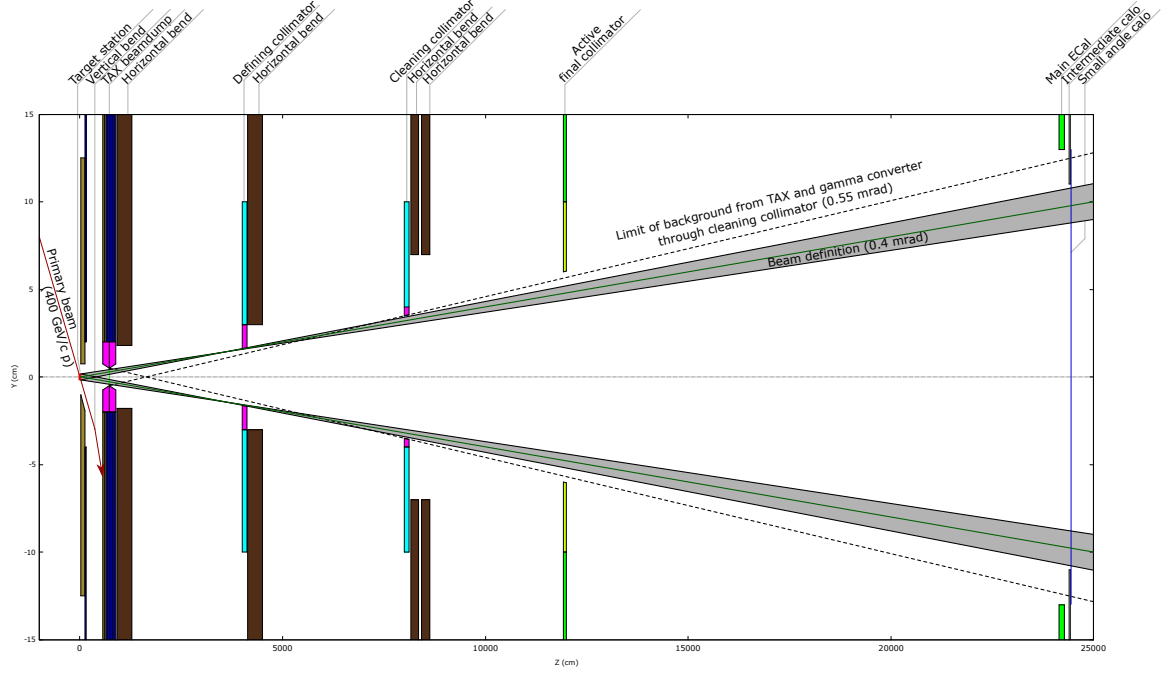 Target station
Vertical bend
TAX beamdump
Horizontal bend
Defining collimator
Horizontal bend
Cleaning collimator
Horizontal bend
Horizontal bend
Active
final collimator
Main ECal
Intermediate calo
Small angle calo
15
10
5
0
-5
-10
-15
Y (cm)
Primary beam
(400 GeV/c p)
Limit of background from TAX and gamma converter
through cleaning collimator (0.55 mrad)
Beam definition (0.4 mrad)
0
5000
10000
15000
20000
25000
Z (cm)